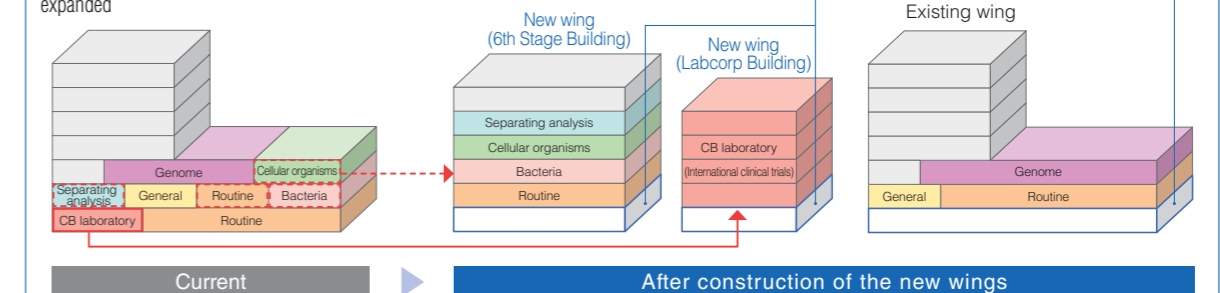 expanded
New wing
(6th Stage Building)
New wing
(Labcorp Building)
Existing wing
Genome
Cellular organisms
Separating
analysis
General
Routine
Bacteria
CB laboratory
Routine
Separating analysis
Cellular organisms
Bacteria
Routine
CB laboratory
(International clinical trials)
Genome
General
Routine
Current
After construction of the new wings